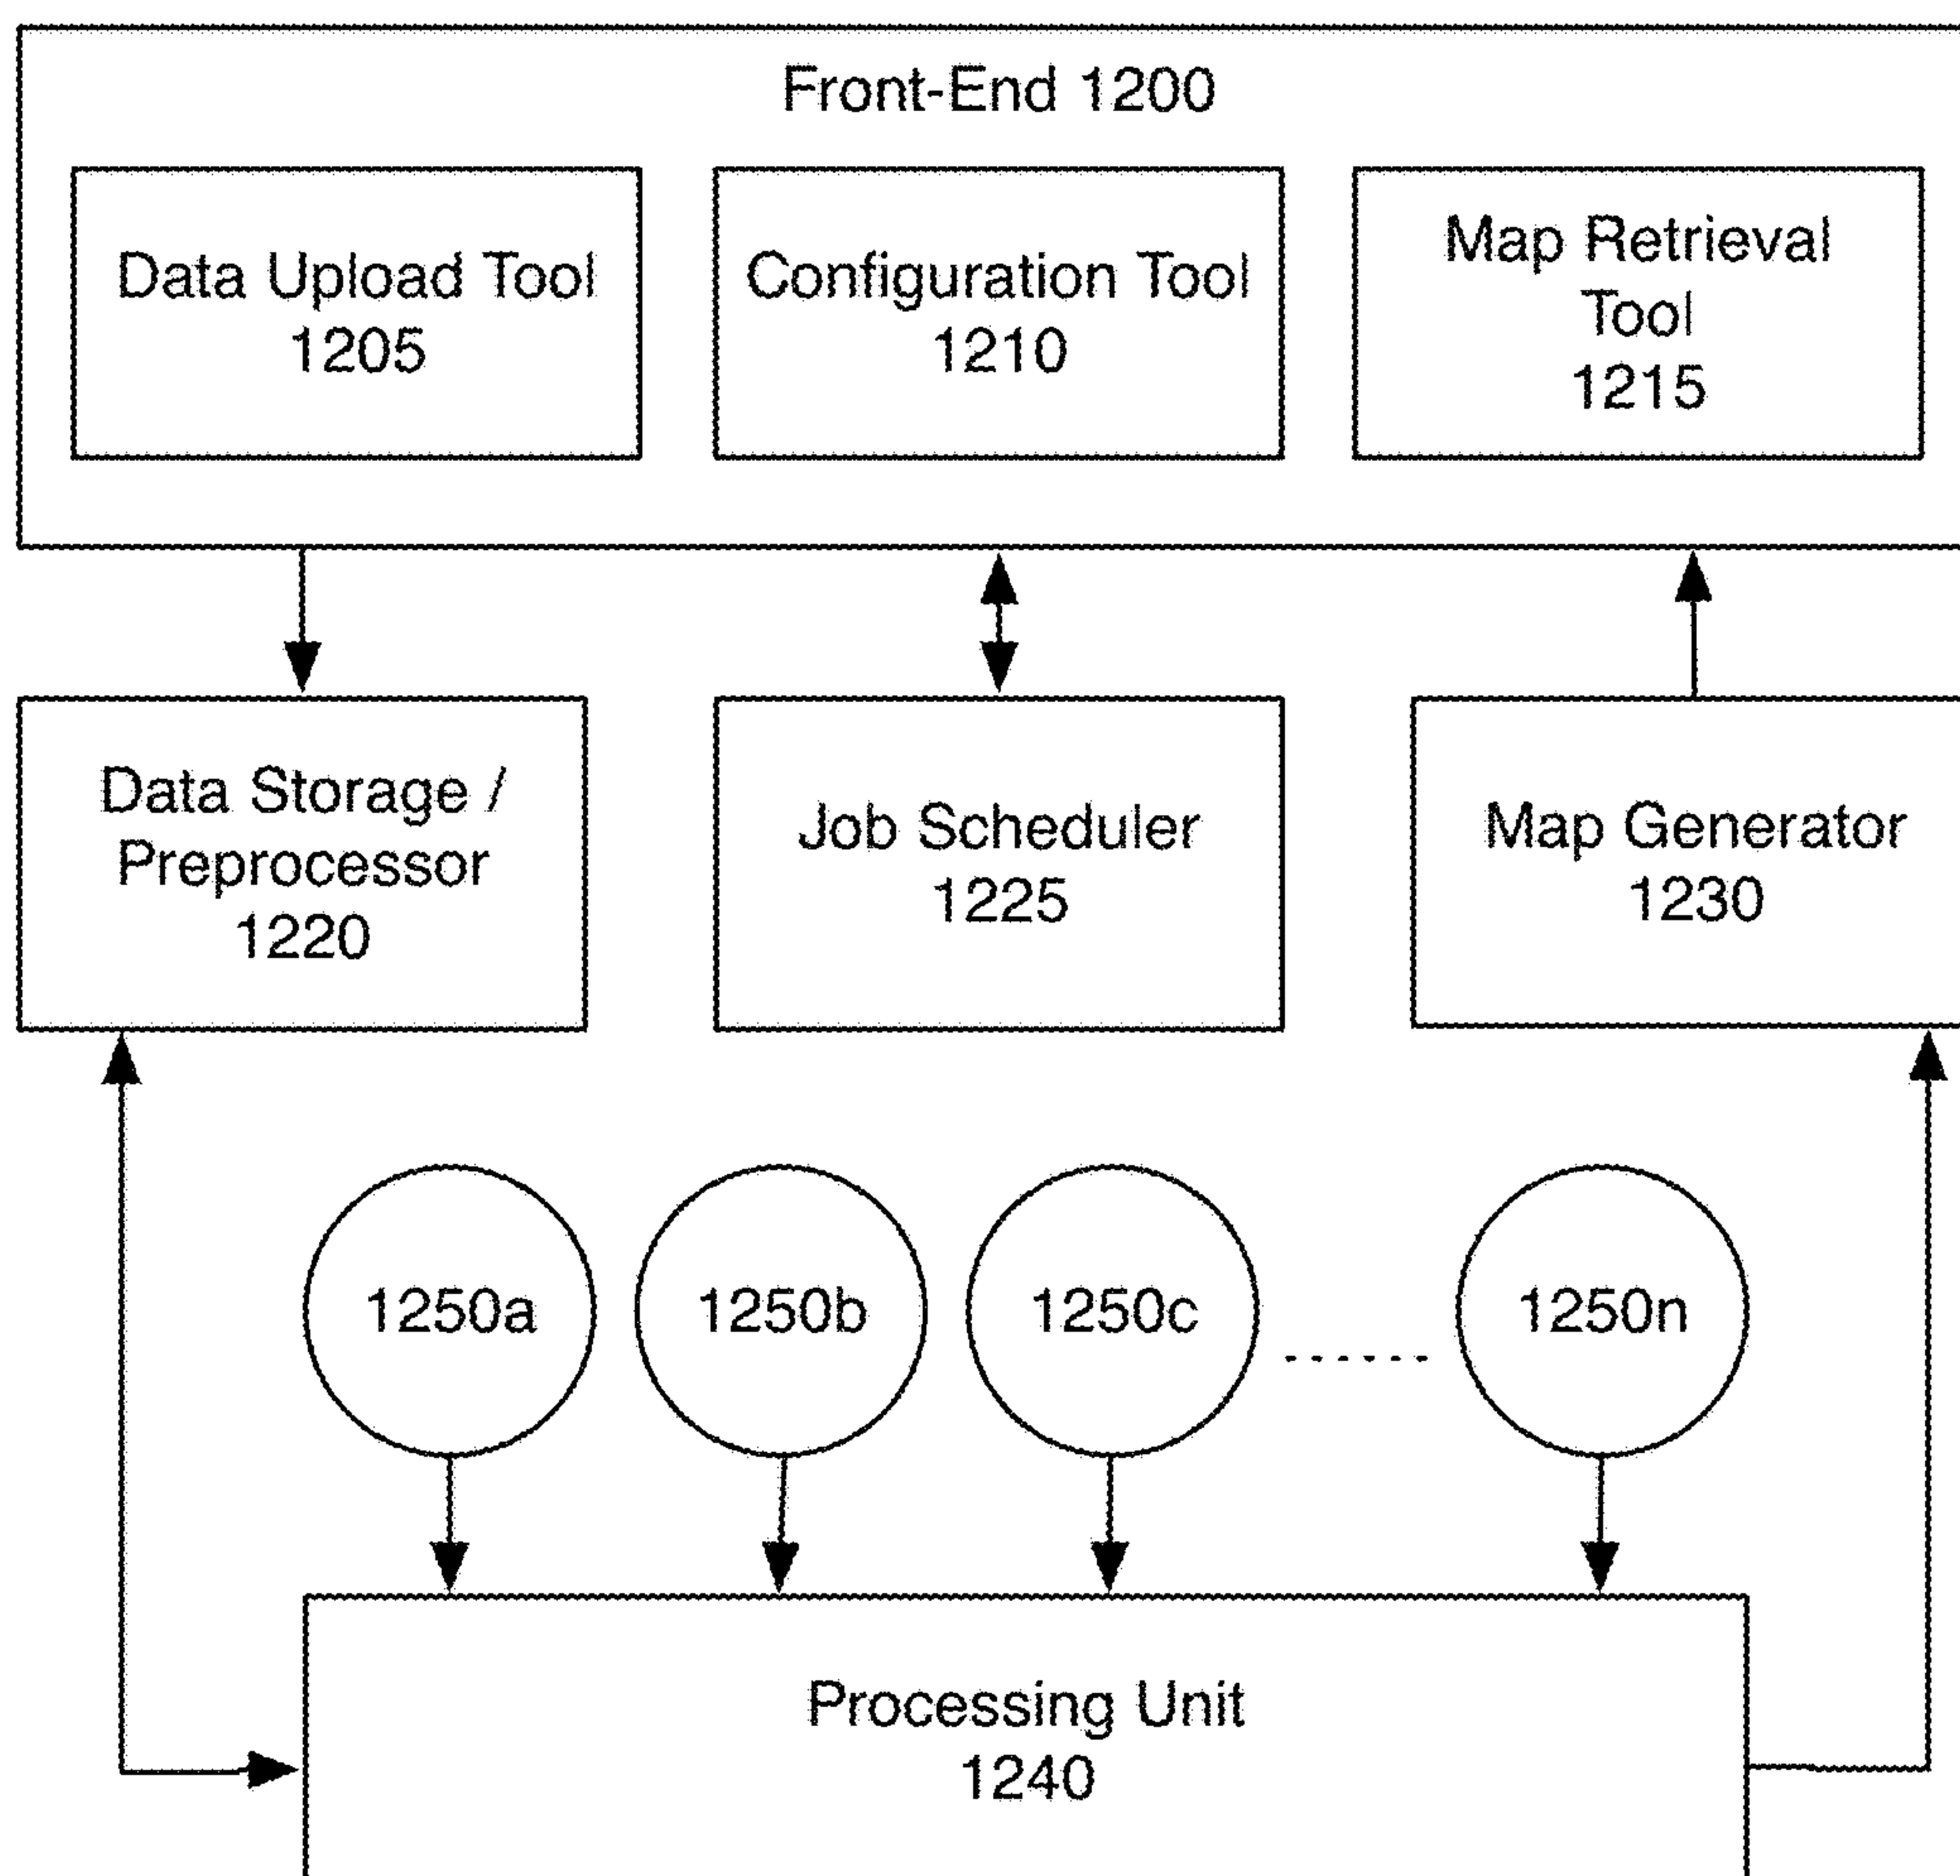 Front-End 1200
Data Upload Tool
1205
Configuration Tool
1210
Map Retrieval
Tool
1215
Data Storage /
Preprocessor
1220
Job Scheduler
1225
Map Generator
1230
1250a
1250b
1250c
1250n
Processing Unit
1240